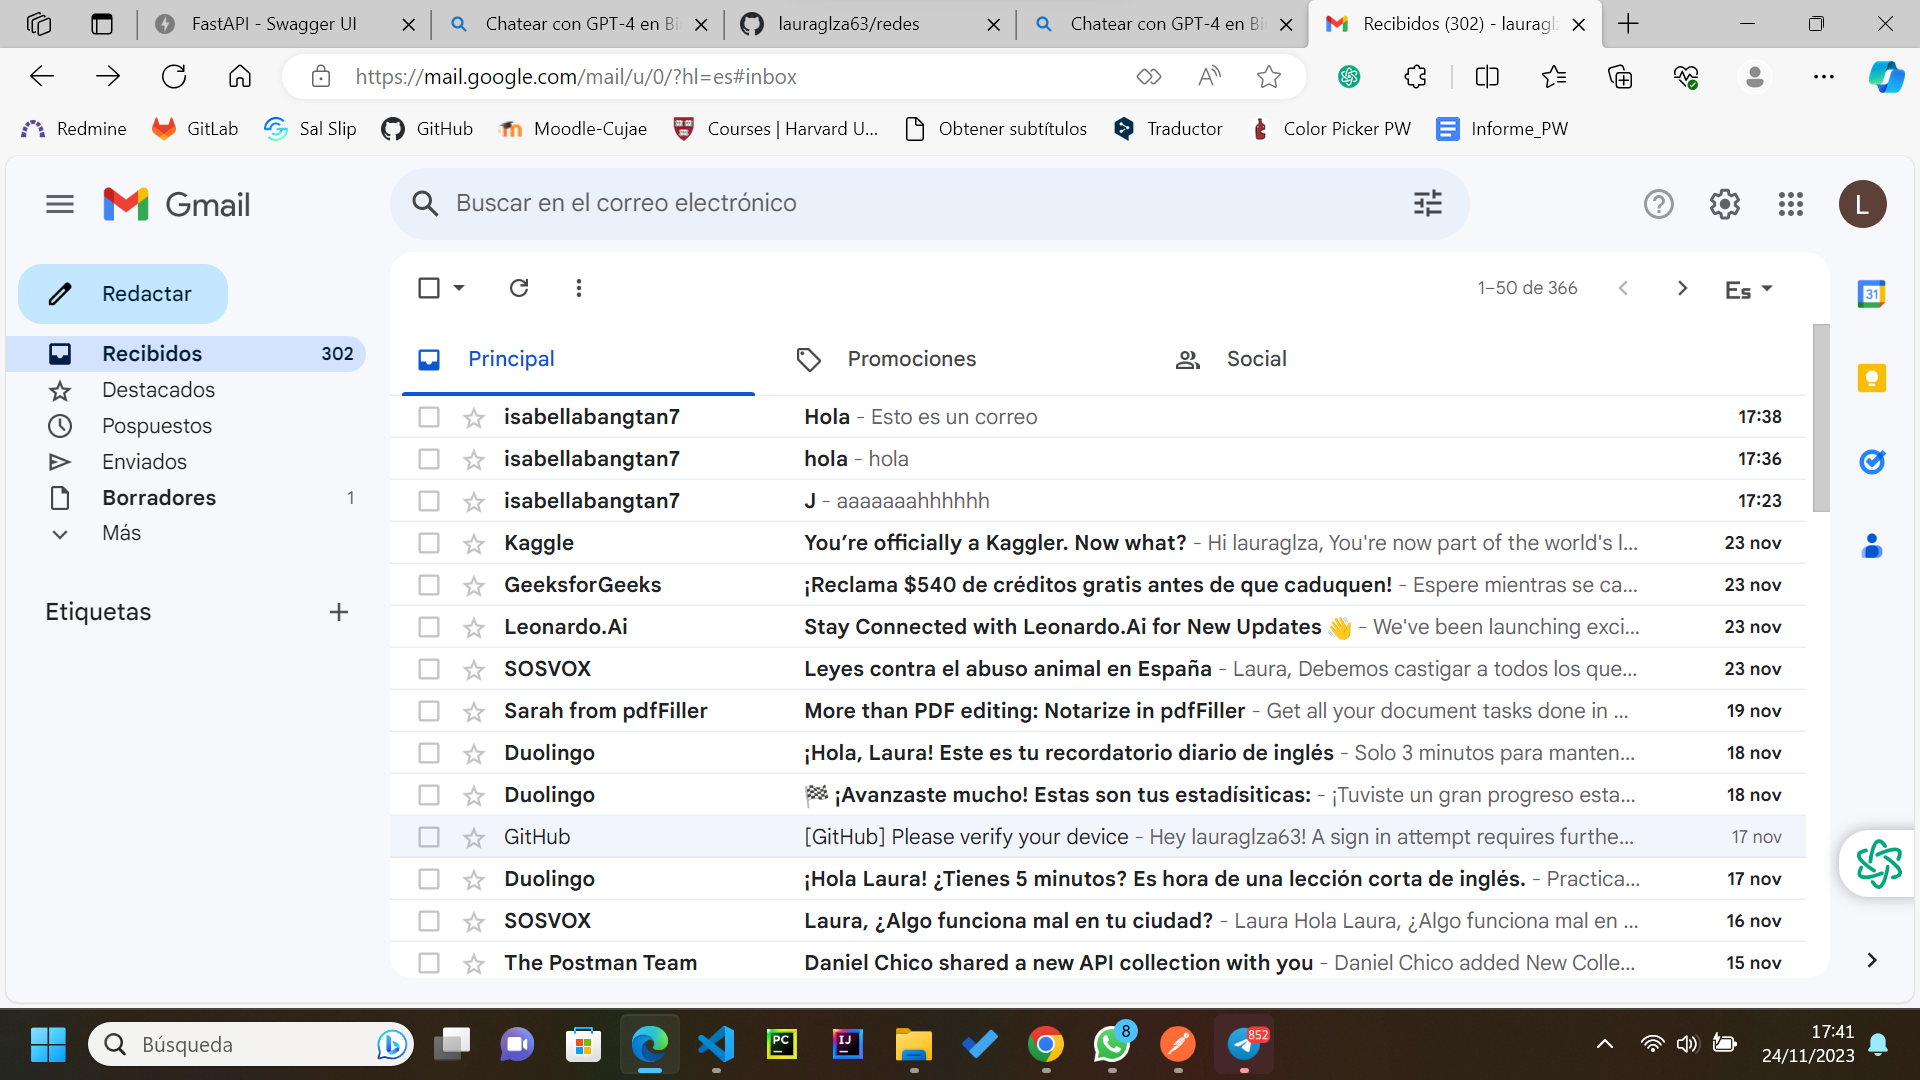 FastAPI - Swagger UI
Chatear con GPT-4 en Bi
lauraglza63/redes
Chatear con GPT-4 en Bi
Recibidos (302) - lauragl
https://mail.google.com/mail/u/0/?hl=es#inbox
Redmine
GitLab
Sal Slip
GitHub
Moodle-Cujae
Courses | Harvard U...
Obtener subtítulos
Traductor
Color Picker PW
Informe_PW
Gmail
Buscar en el correo electrónico
L
Redactar
1–50 de 366
Es
31
Recibidos 302
Destacados
Pospuestos
Enviados
Borradores 1
Más
Etiquetas
Principal
Promociones
Social
isabellabangtan7 Hola - Esto es un correo 17:38
isabellabangtan7 hola - hola 17:36
isabellabangtan7 J - aaaaaaahhhhhh 17:23
Kaggle You’re officially a Kaggler. Now what? - Hi lauraglza, You're now part of the world's l... 23 nov
GeeksforGeeks ¡Reclama $540 de créditos gratis antes de que caduquen! - Espere mientras se ca... 23 nov
Leonardo.Ai Stay Connected with Leonardo.Ai for New Updates 👋 - We've been launching exci... 23 nov
SOSVOX Leyes contra el abuso animal en España - Laura, Debemos castigar a todos los que... 23 nov
Sarah from pdfFiller More than PDF editing: Notarize in pdfFiller - Get all your document tasks done in ... 19 nov
Duolingo ¡Hola, Laura! Este es tu recordatorio diario de inglés - Solo 3 minutos para manten... 18 nov
Duolingo 🏁 ¡Avanzaste mucho! Estas son tus estadísiticas: - ¡Tuviste un gran progreso esta... 18 nov
GitHub [GitHub] Please verify your device - Hey lauraglza63! A sign in attempt requires furthe... 17 nov
Duolingo ¡Hola Laura! ¿Tienes 5 minutos? Es hora de una lección corta de inglés. - Practica... 17 nov
SOSVOX Laura, ¿Algo funciona mal en tu ciudad? - Laura Hola Laura, ¿Algo funciona mal en ... 16 nov
The Postman Team Daniel Chico shared a new API collection with you - Daniel Chico added New Colle... 15 nov
Búsqueda
PC
IJ
8
852
17:41
24/11/2023